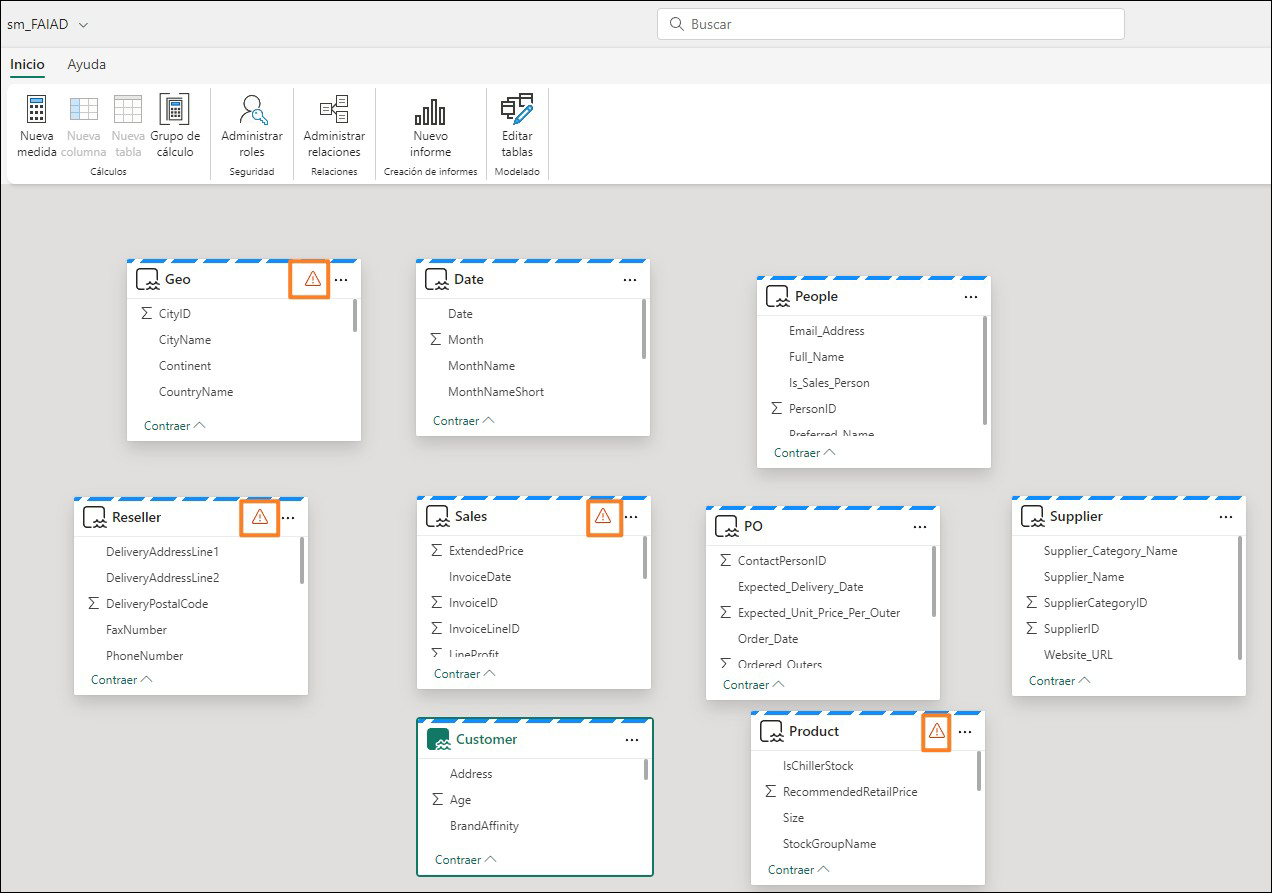 sm_FAIAD
Buscar
Inicio
Ayuda
Nueva
medida
Nueva
columna
Nueva
tabla
Grupo de
cálculo
Cálculos
Administrar
roles
Seguridad
Administrar
relaciones
Relaciones
Nuevo
informe
Creación de informes
Editar
tablas
Modelado
Geo
CityID
CityName
Continent
CountryName
Contraer
Date
Date
Month
MonthName
MonthNameShort
Contraer
People
Email_Address
Full_Name
Is_Sales_Person
PersonID
Preferred_Name
Contraer
Reseller
DeliveryAddressLine1
DeliveryAddressLine2
DeliveryPostalCode
FaxNumber
PhoneNumber
Contraer
Sales
ExtendedPrice
InvoiceDate
InvoiceID
InvoiceLineID
LineProfit
Contraer
PO
ContactPersonID
Expected_Delivery_Date
Expected_Unit_Price_Per_Outer
Order_Date
Ordered_Outers
Contraer
Supplier
Supplier_Category_Name
Supplier_Name
SupplierCategoryID
SupplierID
Website_URL
Contraer
Customer
Address
Age
BrandAffinity
Contraer
Product
IsChillerStock
RecommendedRetailPrice
Size
StockGroupName
Contraer